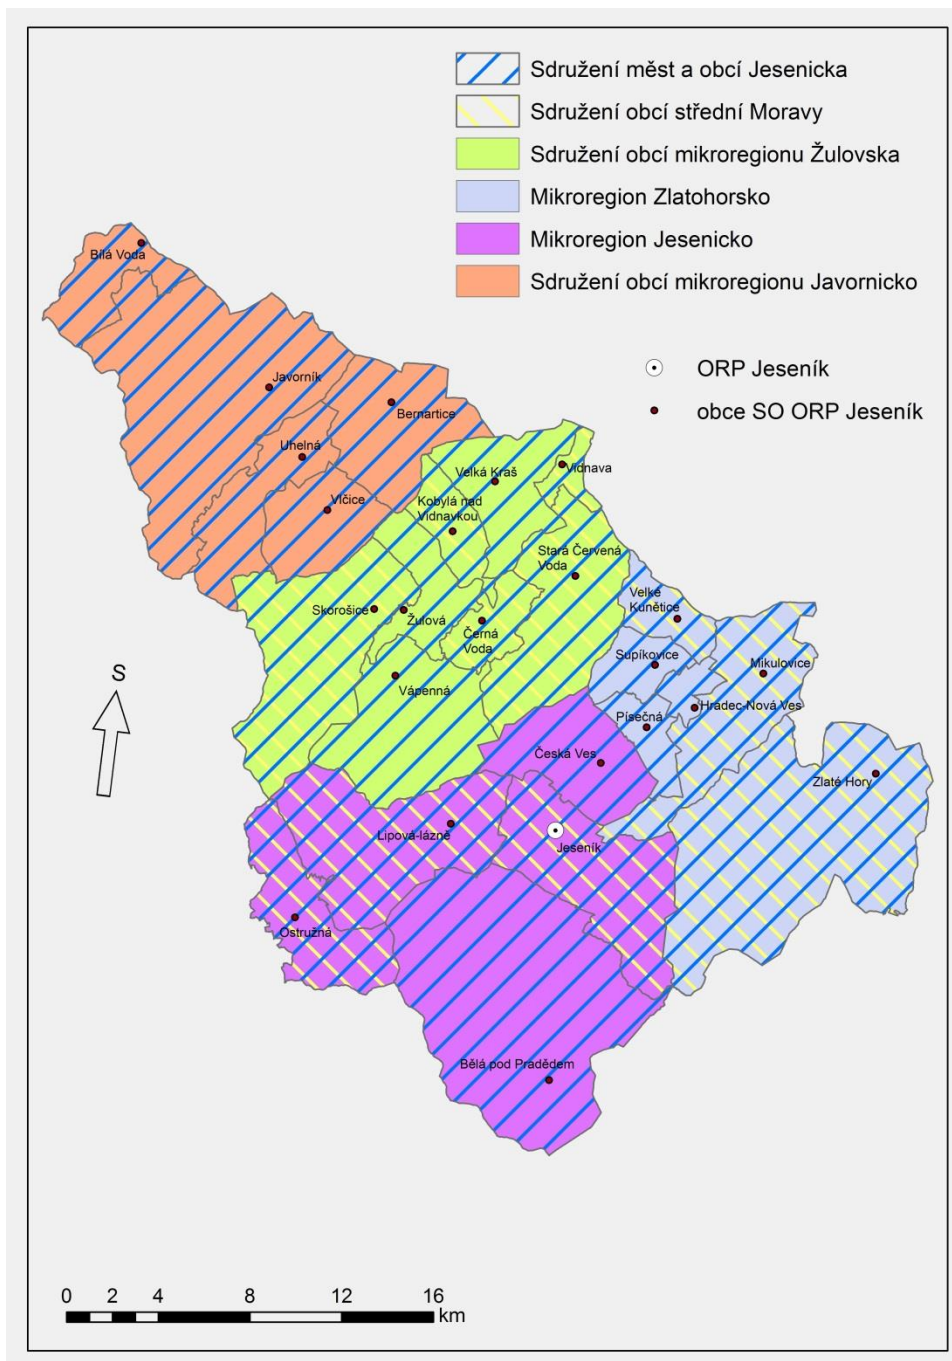 Sdružení měst a obcí Jesenicka
Sdružení obcí střední Moravy
Sdružení obcí mikroregionu Žulovska
Mikroregion Zlatohorsko
Mikroregion Jesenicko
Sdružení obcí mikroregionu Javornicko
ORP Jeseník
obce SO ORP Jeseník
Bílá Voda
Javorník
Bernartice
Uhelná
Vlčice
Velká Kraš
Vidnava
Kobylá nad
Vidnavkou
Stará Červená
Voda
Skorošice
Žulová
Černá
Voda
Velké
Kunětice
Supíkovice
Mikulovice
Vápenná
Písečná
Hradec-Nová Ves
S
Česká Ves
Zlaté Hory
Lipová-lázně
Jeseník
Ostružná
Bělá pod Pradědem
0 2 4 8 12 16
km